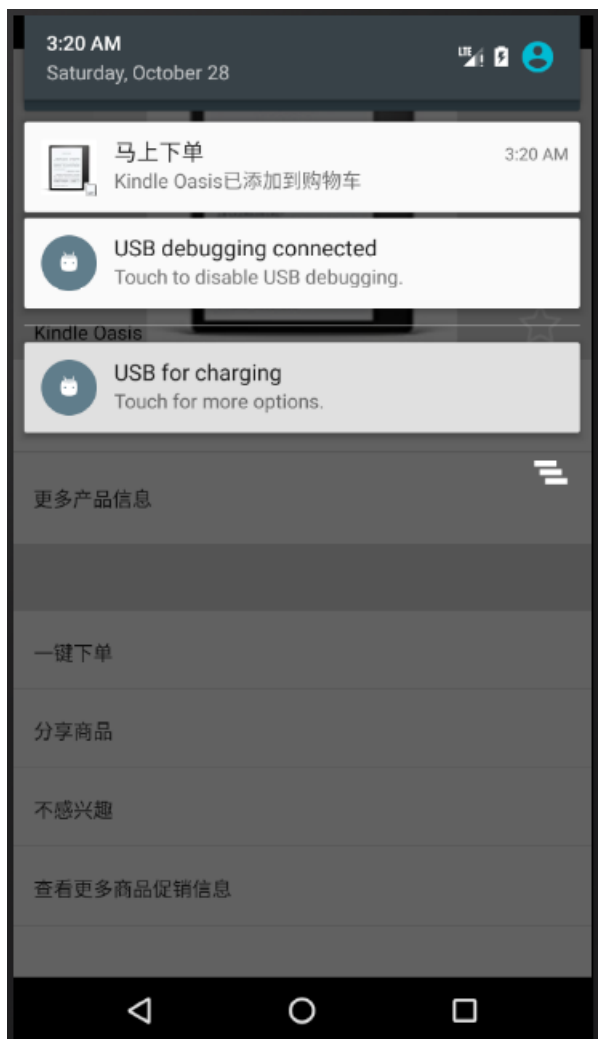 3:20 AM
Saturday, October 28
LTE
马上下单
3:20 AM
Kindle Oasis已添加到购物车
USB debugging connected
Touch to disable USB debugging.
Kindle Oasis
USB for charging
Touch for more options.
更多产品信息
一键下单
分享商品
不感兴趣
查看更多商品促销信息